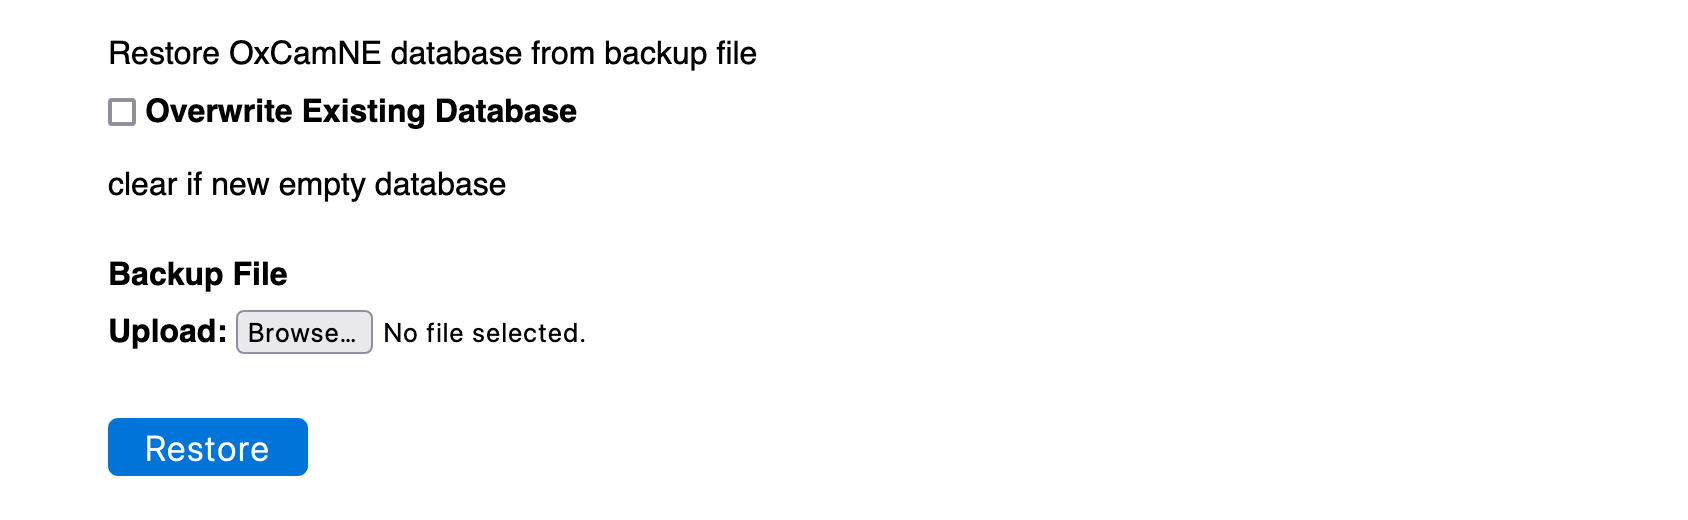 Restore OxCamNE database from backup file
Overwrite Existing Database
clear if new empty database
Backup File
Upload: Browse... No file selected.
Restore